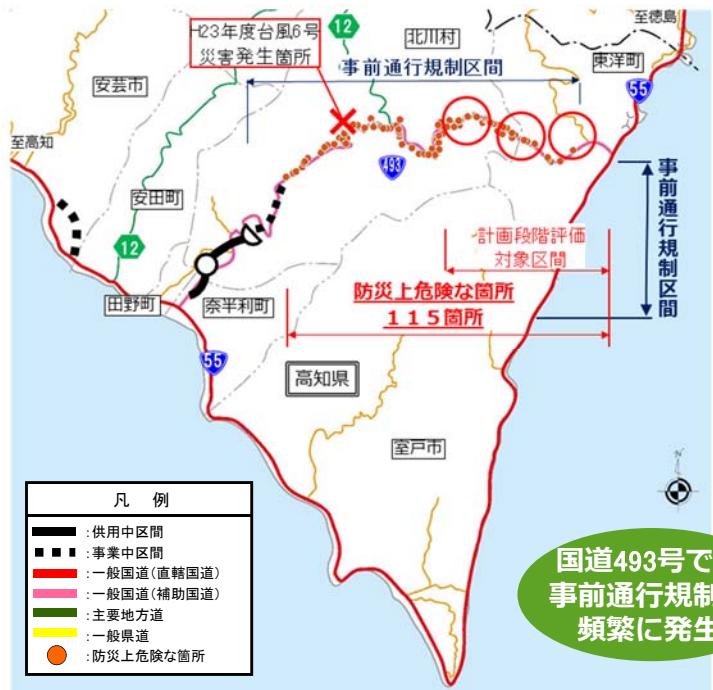 至徳島
H23年度台風6号
災害発生箇所
12
北川村
東洋町
事前通行規制区間
55
安芸市
至高知
493
安田町
事前通行規制区間
12
計画段階評価
対象区間
防災上危険な箇所
115箇所
田野町
奈半利町
55
高知県
室戸市
N
凡 例
:供用中区間
:事業中区間
:一般国道(直轄国道)
:一般国道(補助国道)
:主要地方道
:一般県道
:防災上危険な箇所
国道493号で
事前通行規制
頻繁に発生